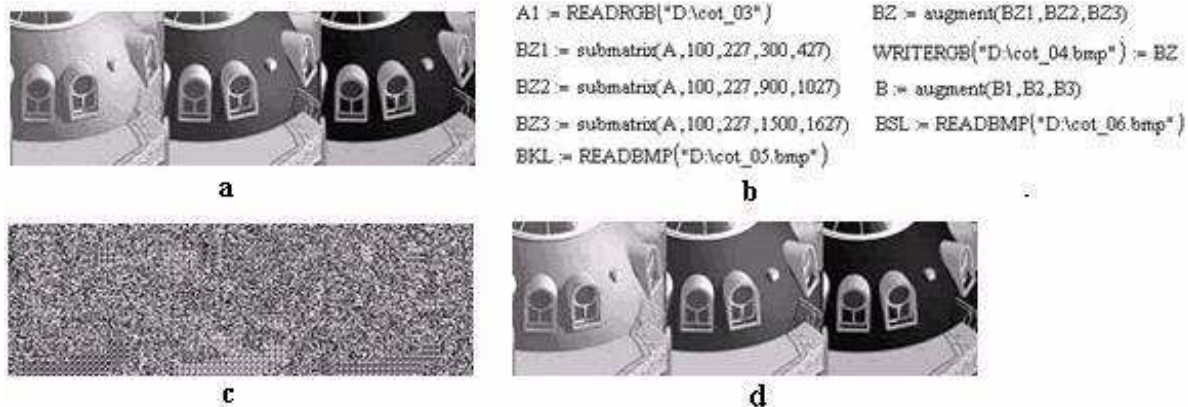 A1 := READRGB("D:\cot_03")
BZ1 := submatrix(A,100,227,300,427)
BZ2 := submatrix(A,100,227,900,1027)
BZ3 := submatrix(A,100,227,1500,1627)
BKL := READBMP("D:\cot_05.bmp")
BZ := augment(BZ1,BZ2,BZ3)
WRITERGB("D:\cot_04.bmp") := BZ
B := augment(B1,B2,B3)
BSL := READBMP("D:\cot_06.bmp")
a
b
.
c
d